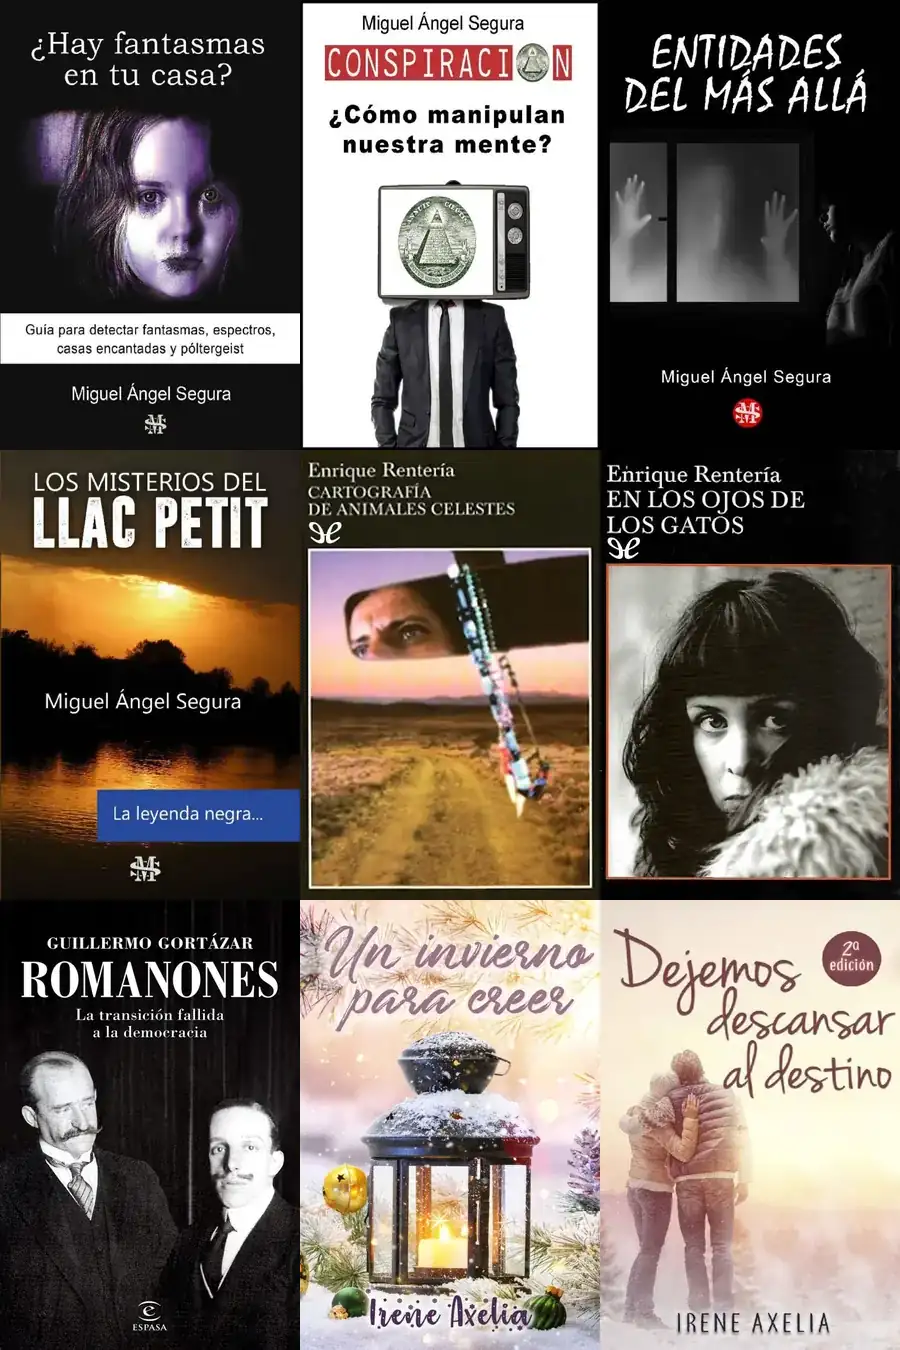 ¿Hay fantasmas
en tu casa?
Guía para detectar fantasmas, espectros,
casas encantadas y póltergeist
Miguel Ángel Segura
Miguel Ángel Segura
CONSPIRACIÓN
¿Cómo manipulan
nuestra mente?
ANNUIT CŒPTIS
ENTIDADES
DEL MÁS ALLÁ
Miguel Ángel Segura
LOS MISTERIOS DEL
LLAC PETIT
Miguel Ángel Segura
La leyenda negra...
Enrique Rentería
CARTOGRAFÍA
DE ANIMALES CELESTES
Enrique Rentería
EN LOS OJOS DE
LOS GATOS
GUILLERMO GORTÁZAR
ROMANONES
La transición fallida
a la democracia
ESPASA
Un invierno
para creer
Irene Axelia
Dejemos
descansar
al destino
2ª
edición
IRENE AXELIA